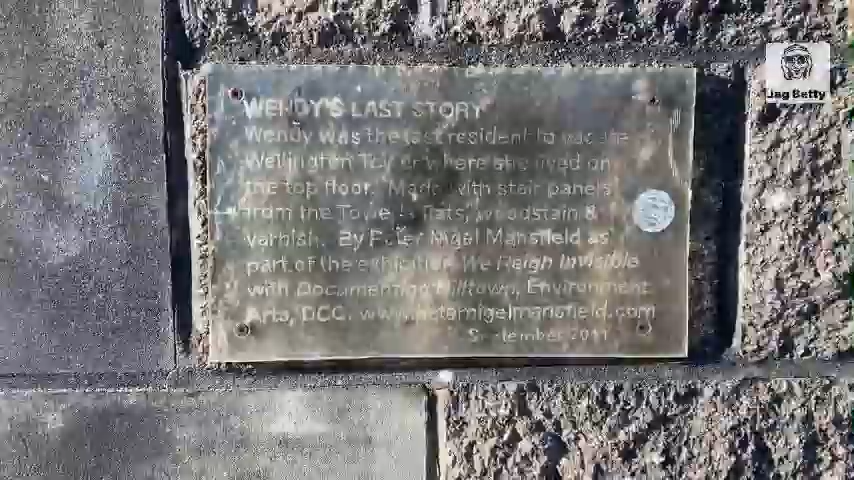 WENDY'S LAST STORY
Wendy was the last resident to vacate
Wellington Tower where she lived on
the top floor. Made with stair panels
from the Tower flats, woodstain &
varnish. By Peter Nigel Mansfield as
part of the exhibition We Reigh Invisible
with Documenting Hilltown, Environment
Arts, DCC. www.peternigelmansfield.com
September 2011
Jag Betty